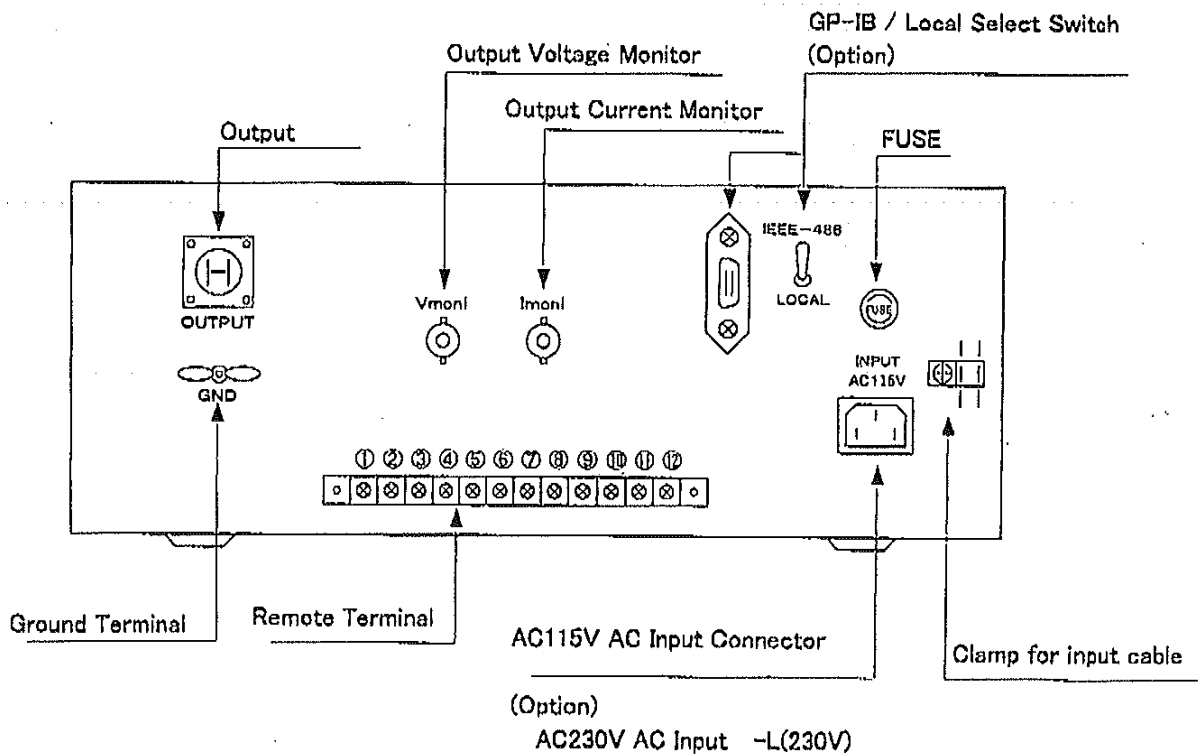 GP-IB / Local Select Switch
(Option)
Output Voltage Monitor
Output Current Monitor
Output
FUSE
IEEE-488
LOCAL
Vmoni
Imoni
FUSE
OUTPUT
INPUT
AC115V
GND
① ② ③ ④ ⑤ ⑥ ⑦ ⑧ ⑨ ⑩ ⑪ ⑫
Ground Terminal
Remote Terminal
AC115V AC Input Connector
Clamp for input cable
(Option)
AC230V AC Input -L(230V)